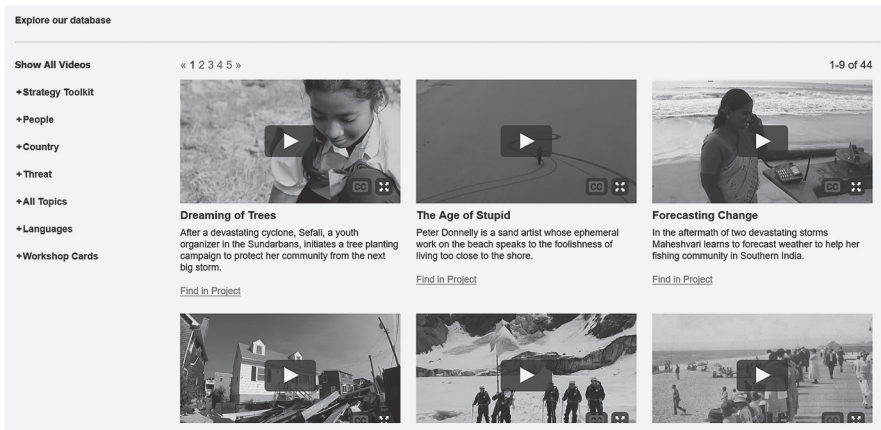 Explore our database
Show All Videos
+Strategy Toolkit
+People
+Country
+Threat
+All Topics
+Languages
+Workshop Cards
« 1 2 3 4 5 »
1-9 of 44
CC
Dreaming of Trees
After a devastating cyclone, Sefali, a youth
organizer in the Sundarbans, initiates a tree planting
campaign to protect her community from the next
big storm.
Find in Project
CC
The Age of Stupid
Peter Donnelly is a sand artist whose ephemeral
work on the beach speaks to the foolishness of
living too close to the shore.
Find in Project
CC
Forecasting Change
In the aftermath of two devastating storms
Maheshvari learns to forecast weather to help her
fishing community in Southern India.
Find in Project
CC
CC
CC